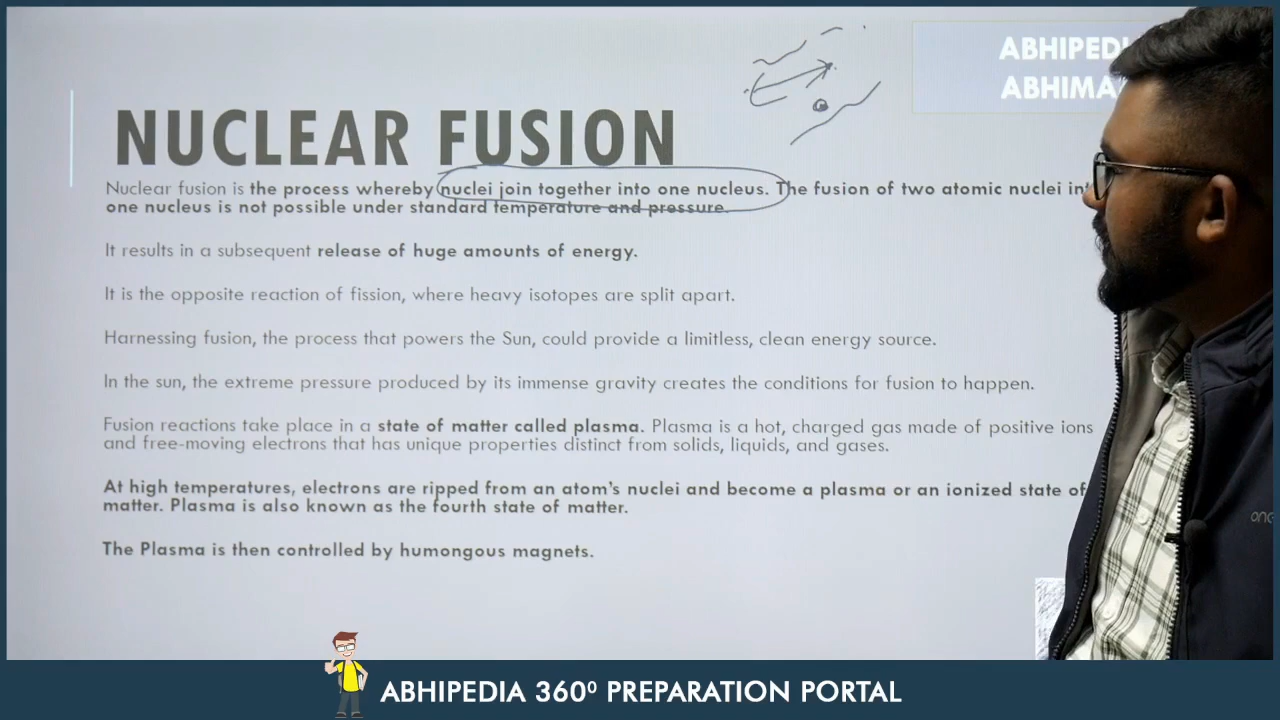 ABHIPED
ABHIMA
NUCLEAR FUSION
Nuclear fusion is the process whereby nuclei join together into one nucleus. The fusion of two atomic nuclei int
one nucleus is not possible under standard temperature and pressure.
It results in a subsequent release of huge amounts of energy.
It is the opposite reaction of fission, where heavy isotopes are split apart.
Harnessing fusion, the process that powers the Sun, could provide a limitless, clean energy source.
In the sun, the extreme pressure produced by its immense gravity creates the conditions for fusion to happen.
Fusion reactions take place in a state of matter called plasma. Plasma is a hot, charged gas made of positive ions
and free-moving electrons that has unique properties distinct from solids, liquids, and gases.
At high temperatures, electrons are ripped from an atom's nuclei and become a plasma or an ionized state of
matter. Plasma is also known as the fourth state of matter.
The Plasma is then controlled by humongous magnets.
ABHIPEDIA 360⁰ PREPARATION PORTAL